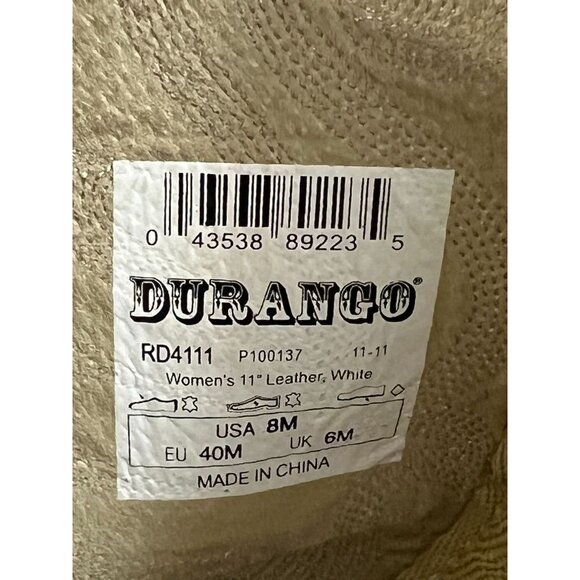 0 43538 89223 5
DURANGO®
RD4111 P100137 11-11
Women's 11" Leather, White
USA 8M
EU 40M UK 6M
MADE IN CHINA